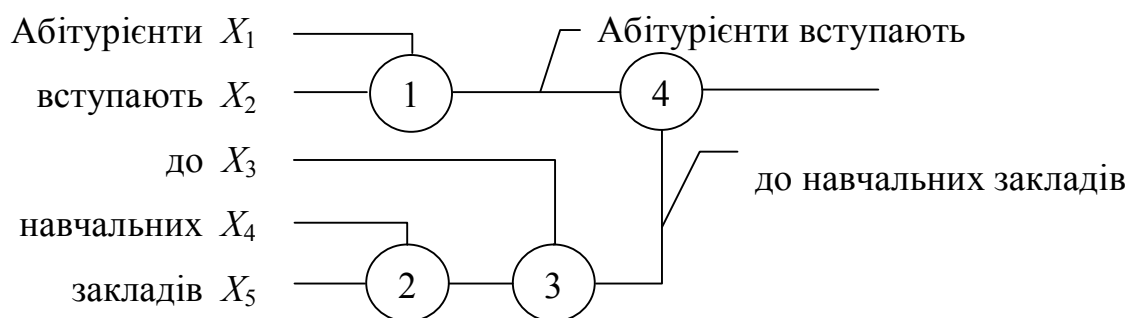 Абітурієнти X1
Абітурієнти вступають
вступають X2
1
4
до X3
до навчальних закладів
навчальних X4
закладів X5
2
3